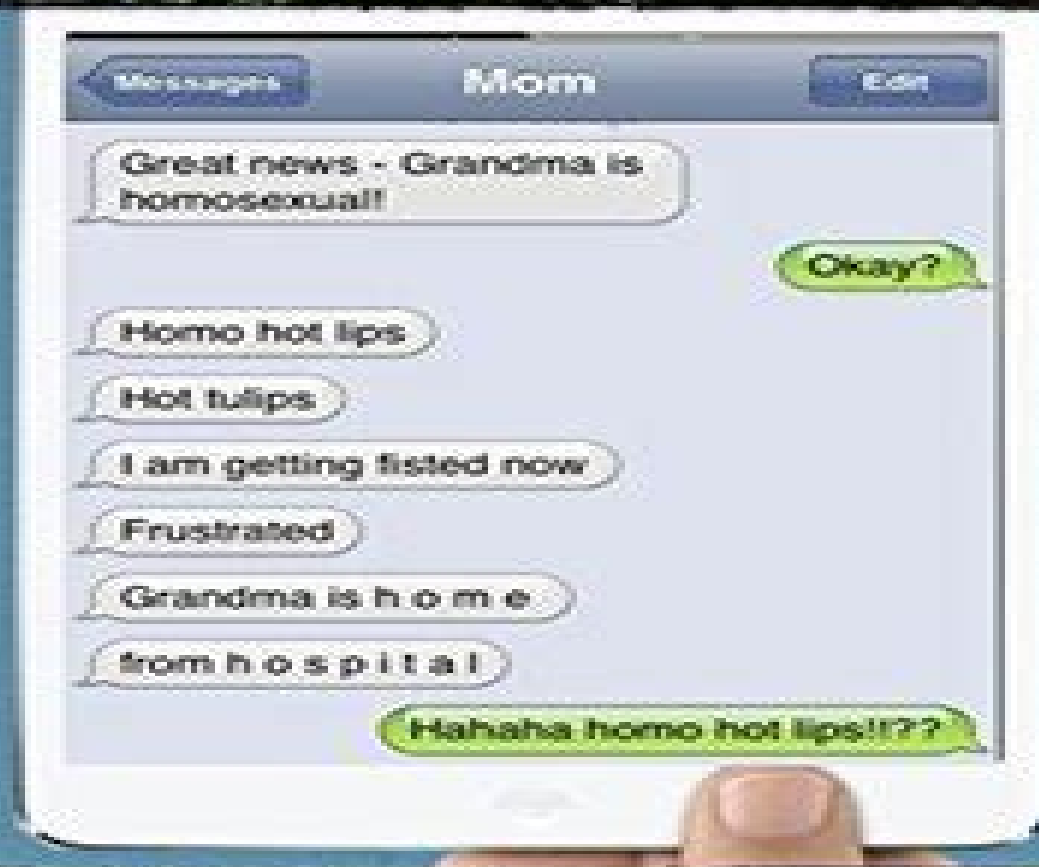 Messages
Mom
Edit
Great news - Grandma is
homosexual!
Okay?
Homo hot lips
Hot tulips
I am getting fisted now
Frustrated
Grandma is h o m e
from h o s p i t a l
Hahaha homo hot lips!!??